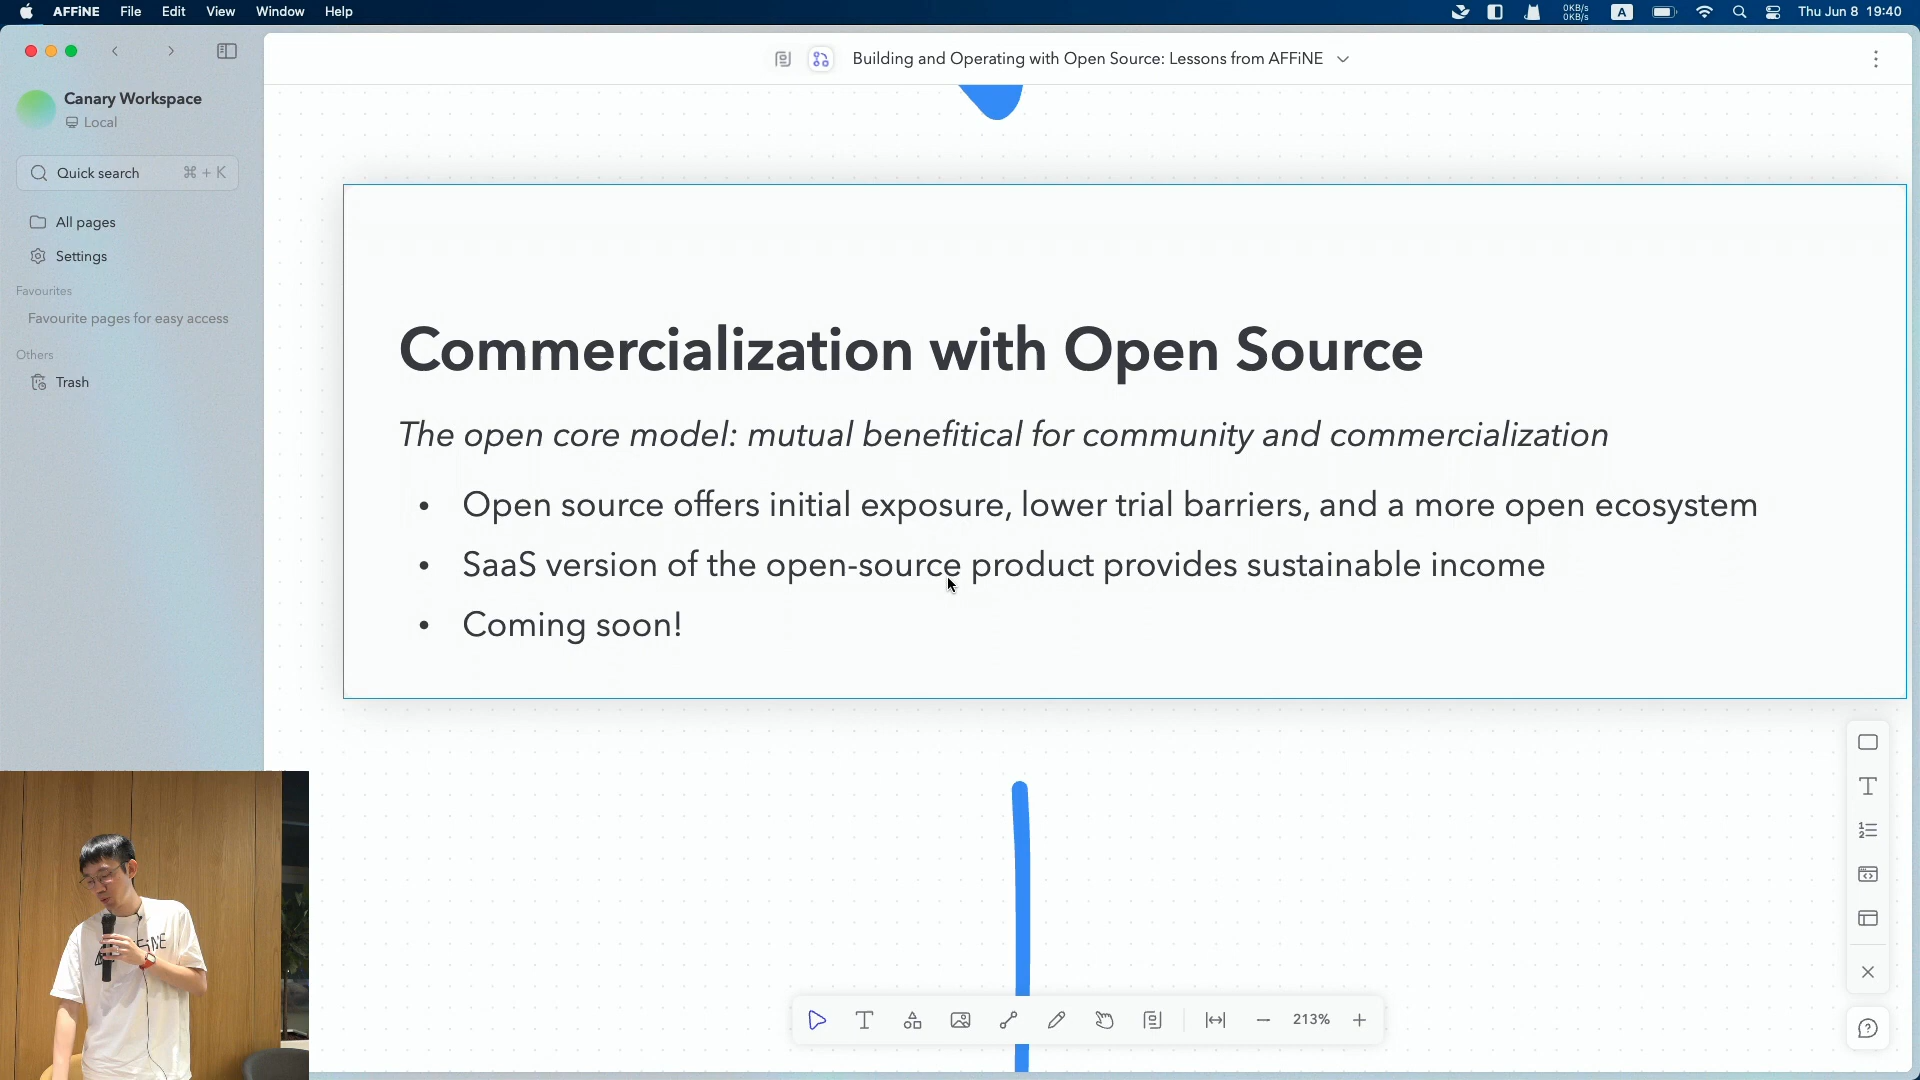 AFFiNE File Edit View Window Help
0KB/s
0KB/s
A
Thu Jun 8 19:40
Building and Operating with Open Source: Lessons from AFFiNE
Canary Workspace
Local
Quick search ⌘ + K
All pages
Settings
Favourites
Favourite pages for easy access
Others
Trash
Commercialization with Open Source
The open core model: mutual benefitical for community and commercialization
• Open source offers initial exposure, lower trial barriers, and a more open ecosystem
• SaaS version of the open-source product provides sustainable income
• Coming soon!
213%